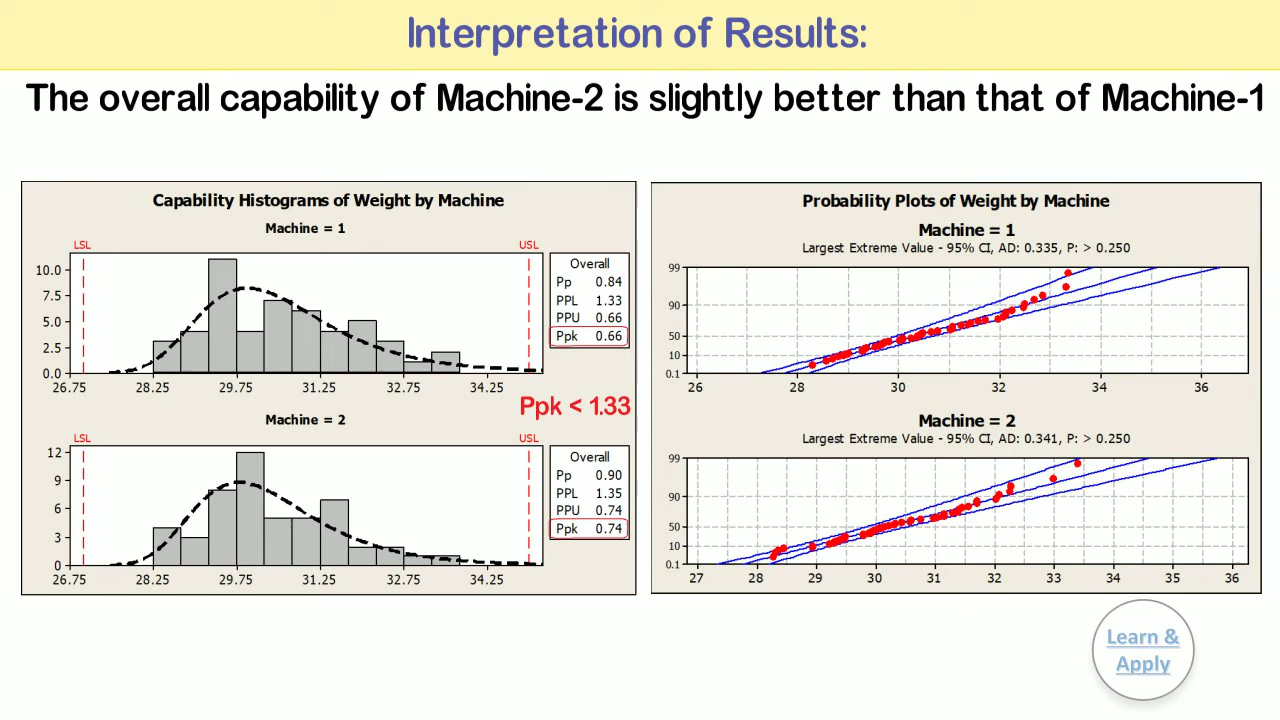 Interpretation of Results:
The overall capability of Machine-2 is slightly better than that of Machine-1
Capability Histograms of Weight by Machine
Machine = 1
LSL
USL
10.0
7.5
5.0
2.5
0.0
26.75 28.25 29.75 31.25 32.75 34.25
Overall
Pp 0.84
PPL 1.33
PPU 0.66
Ppk 0.66
Ppk < 1.33
Machine = 2
LSL
USL
12
9
6
3
0
26.75 28.25 29.75 31.25 32.75 34.25
Overall
Pp 0.90
PPL 1.35
PPU 0.74
Ppk 0.74
Probability Plots of Weight by Machine
Machine = 1
Largest Extreme Value - 95% CI, AD: 0.335, P: > 0.250
99
90
50
10
0.1
26 28 30 32 34 36
Machine = 2
Largest Extreme Value - 95% CI, AD: 0.341, P: > 0.250
99
90
50
10
0.1
27 28 29 30 31 32 33 34 35 36
Learn &
Apply